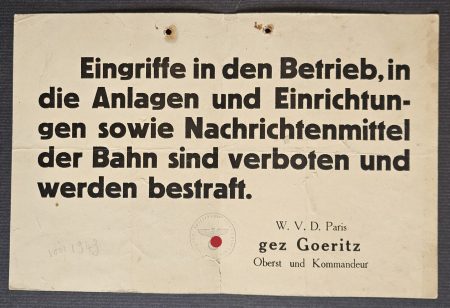 Eingriffe in den Betrieb, in
die Anlagen und Einrichtun-
gen sowie Nachrichtenmittel
der Bahn sind verboten und
werden bestraft.
W. V. D. Paris
gez Goeritz
Oberst und Kommandeur